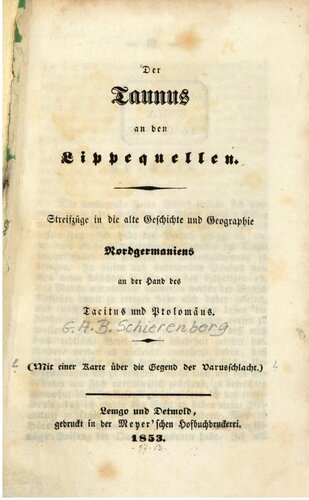 Der
Taunus
an den
Lippequellen.
Streifzüge in die alte Geschichte und Geographie
Nordgermaniens
an der Hand des
Tacitus und Ptolomäus.
G.A.B. Schierenberg
(Mit einer Karte über die Gegend der Varusschlacht.)
Lemgo und Detmold,
gedruckt in der Meyer'schen Hofbuchdruckerei.
1853.